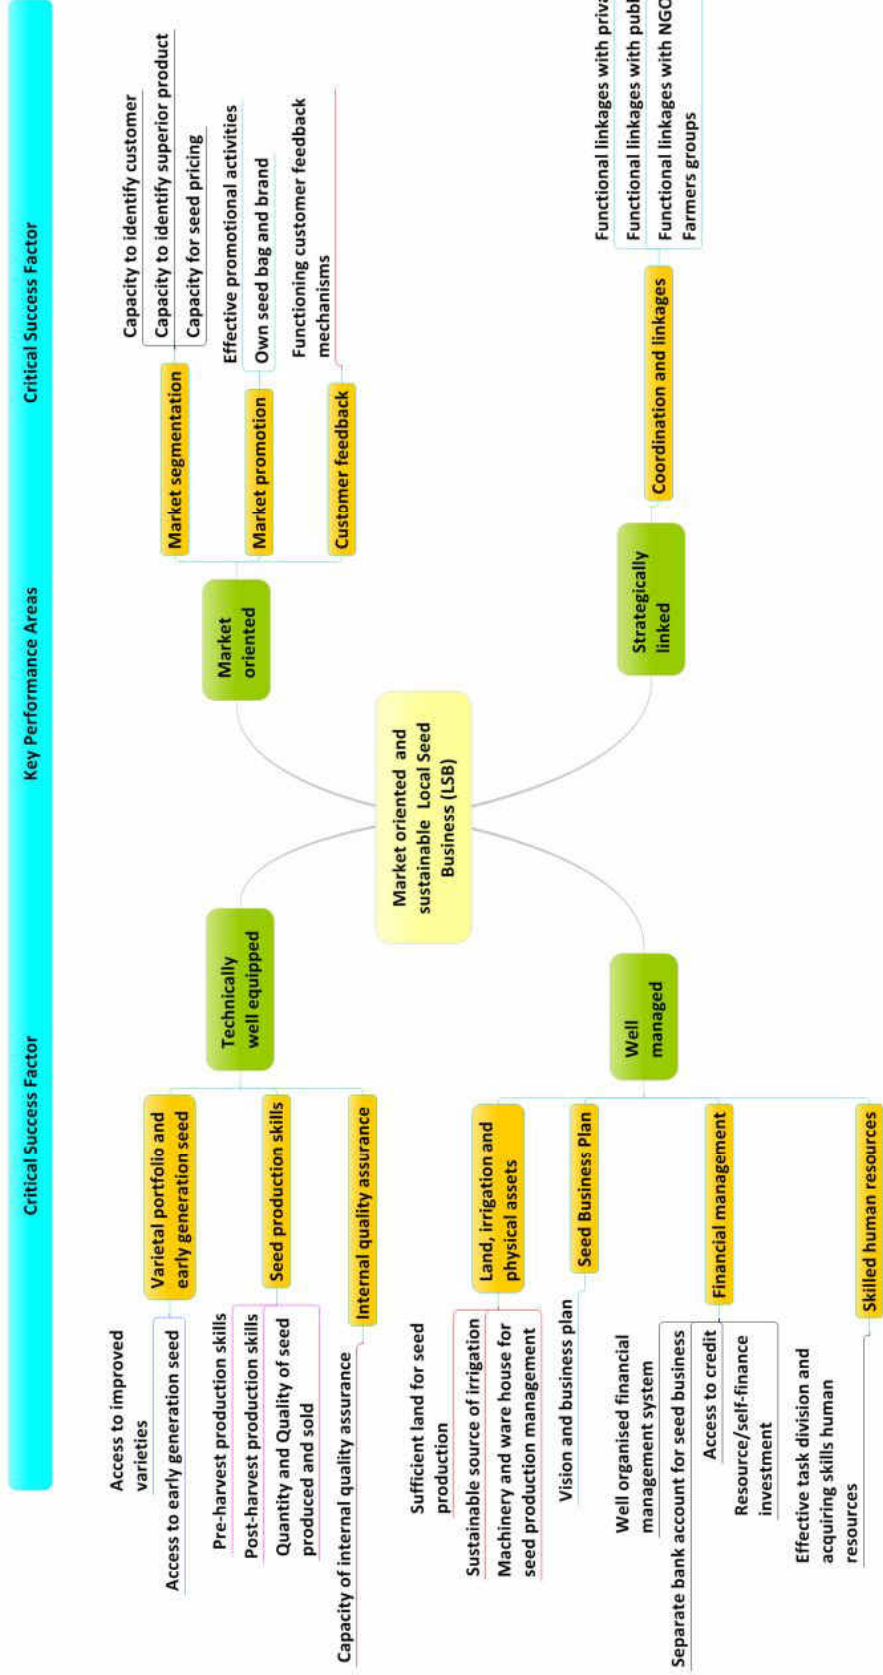 Critical Success Factor
Key Performance Areas
Critical Success Factor
Access to improved
varieties
Access to early generation seed
Varietal portfolio and
early generation seed
Pre-harvest production skills
Post-harvest production skills
Quantity and Quality of seed
produced and sold
Seed production skills
Capacity of internal quality assurance
Internal quality assurance
Technically
well equipped
Sufficient land for seed
production
Sustainable source of irrigation
Machinery and ware house for
seed production management
Land, irrigation and
physical assets
Vision and business plan
Seed Business Plan
Well organised financial
management system
Separate bank account for seed business
Access to credit
Resource/self-finance
investment
Financial management
Effective task division and
acquiring skills human
resources
Skilled human resources
Well
managed
Market oriented and
sustainable Local Seed
Business (LSB)
Market
oriented
Market segmentation
Capacity to identify customer
Capacity to identify superior product
Capacity for seed pricing
Market promotion
Effective promotional activities
Own seed bag and brand
Customer feedback
Functioning customer feedback
mechanisms
Strategically
linked
Coordination and linkages
Functional linkages with
Functional linkages with
Functional linkages with NGO
Farmers groups